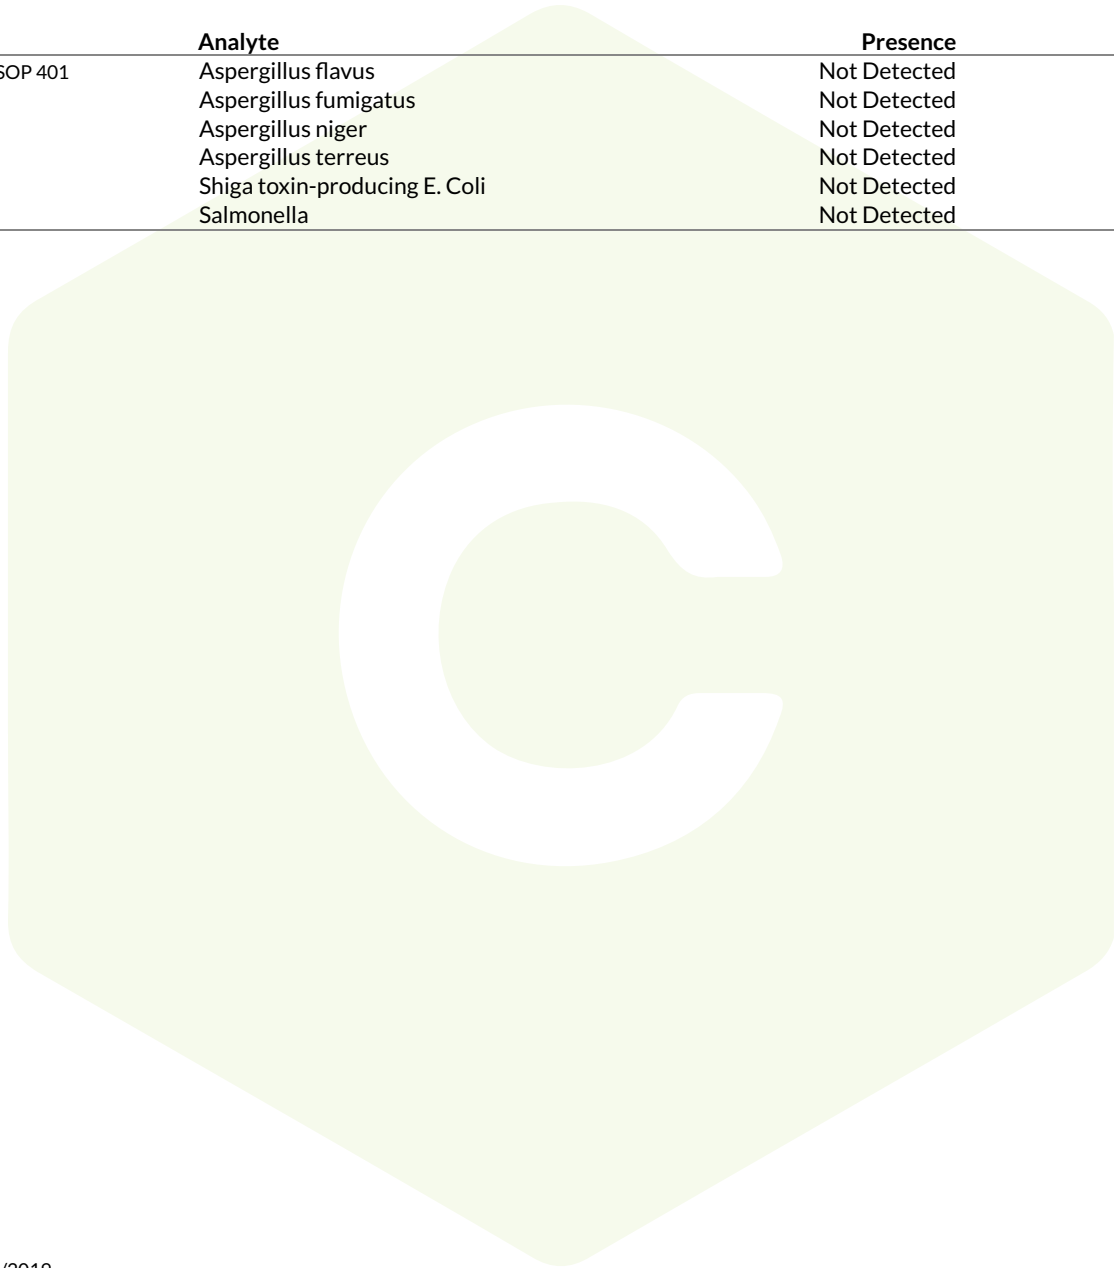 Analyte Presence
SOP 401 Aspergillus flavus Not Detected
Aspergillus fumigatus Not Detected
Aspergillus niger Not Detected
Aspergillus terreus Not Detected
Shiga toxin-producing E. Coli Not Detected
Salmonella Not Detected
C